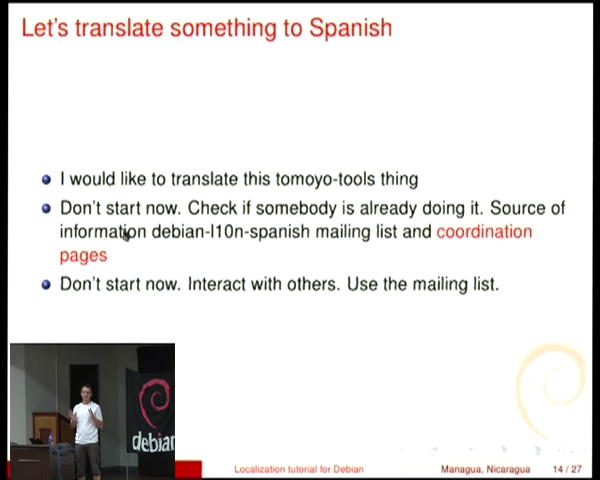 Let's translate something to Spanish
I would like to translate this tomoyo-tools thing
Don't start now. Check if somebody is already doing it. Source of
information debian-l10n-spanish mailing list and coordination
pages
Don't start now. Interact with others. Use the mailing list.
debian
Localization tutorial for Debian
Managua, Nicaragua
14 / 27